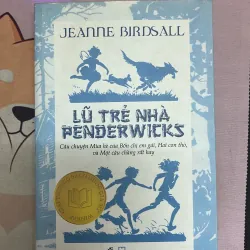 JEANNE BIRDSALL
LŨ TRẺ NHÀ
PENDERWICKS
Câu chuyện Mùa hè của Bốn chị em gái, Hai con thỏ,
và Một cậu chàng rất hay